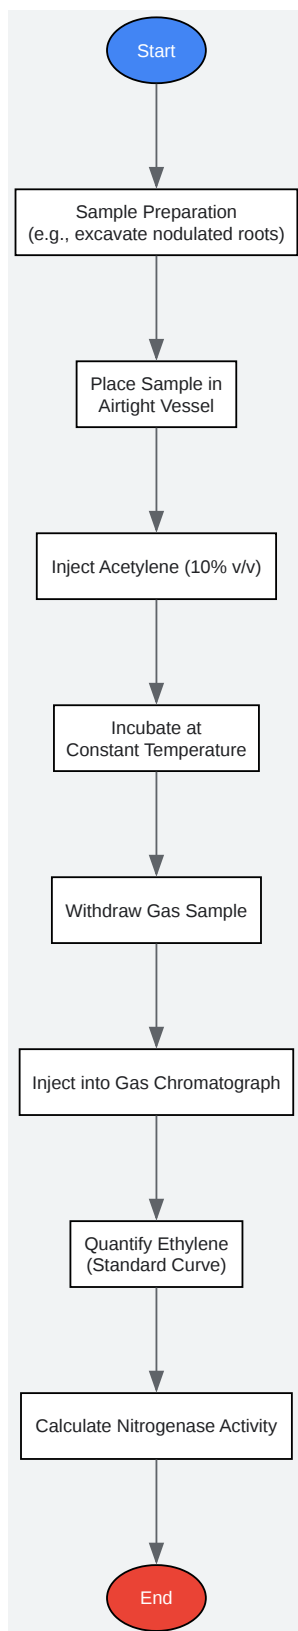 Start
Sample Preparation
(e.g., excavate nodulated roots)
Place Sample in
Airtight Vessel
Inject Acetylene (10% v/v)
Incubate at
Constant Temperature
Withdraw Gas Sample
Inject into Gas Chromatograph
Quantify Ethylene
(Standard Curve)
Calculate Nitrogenase Activity
End